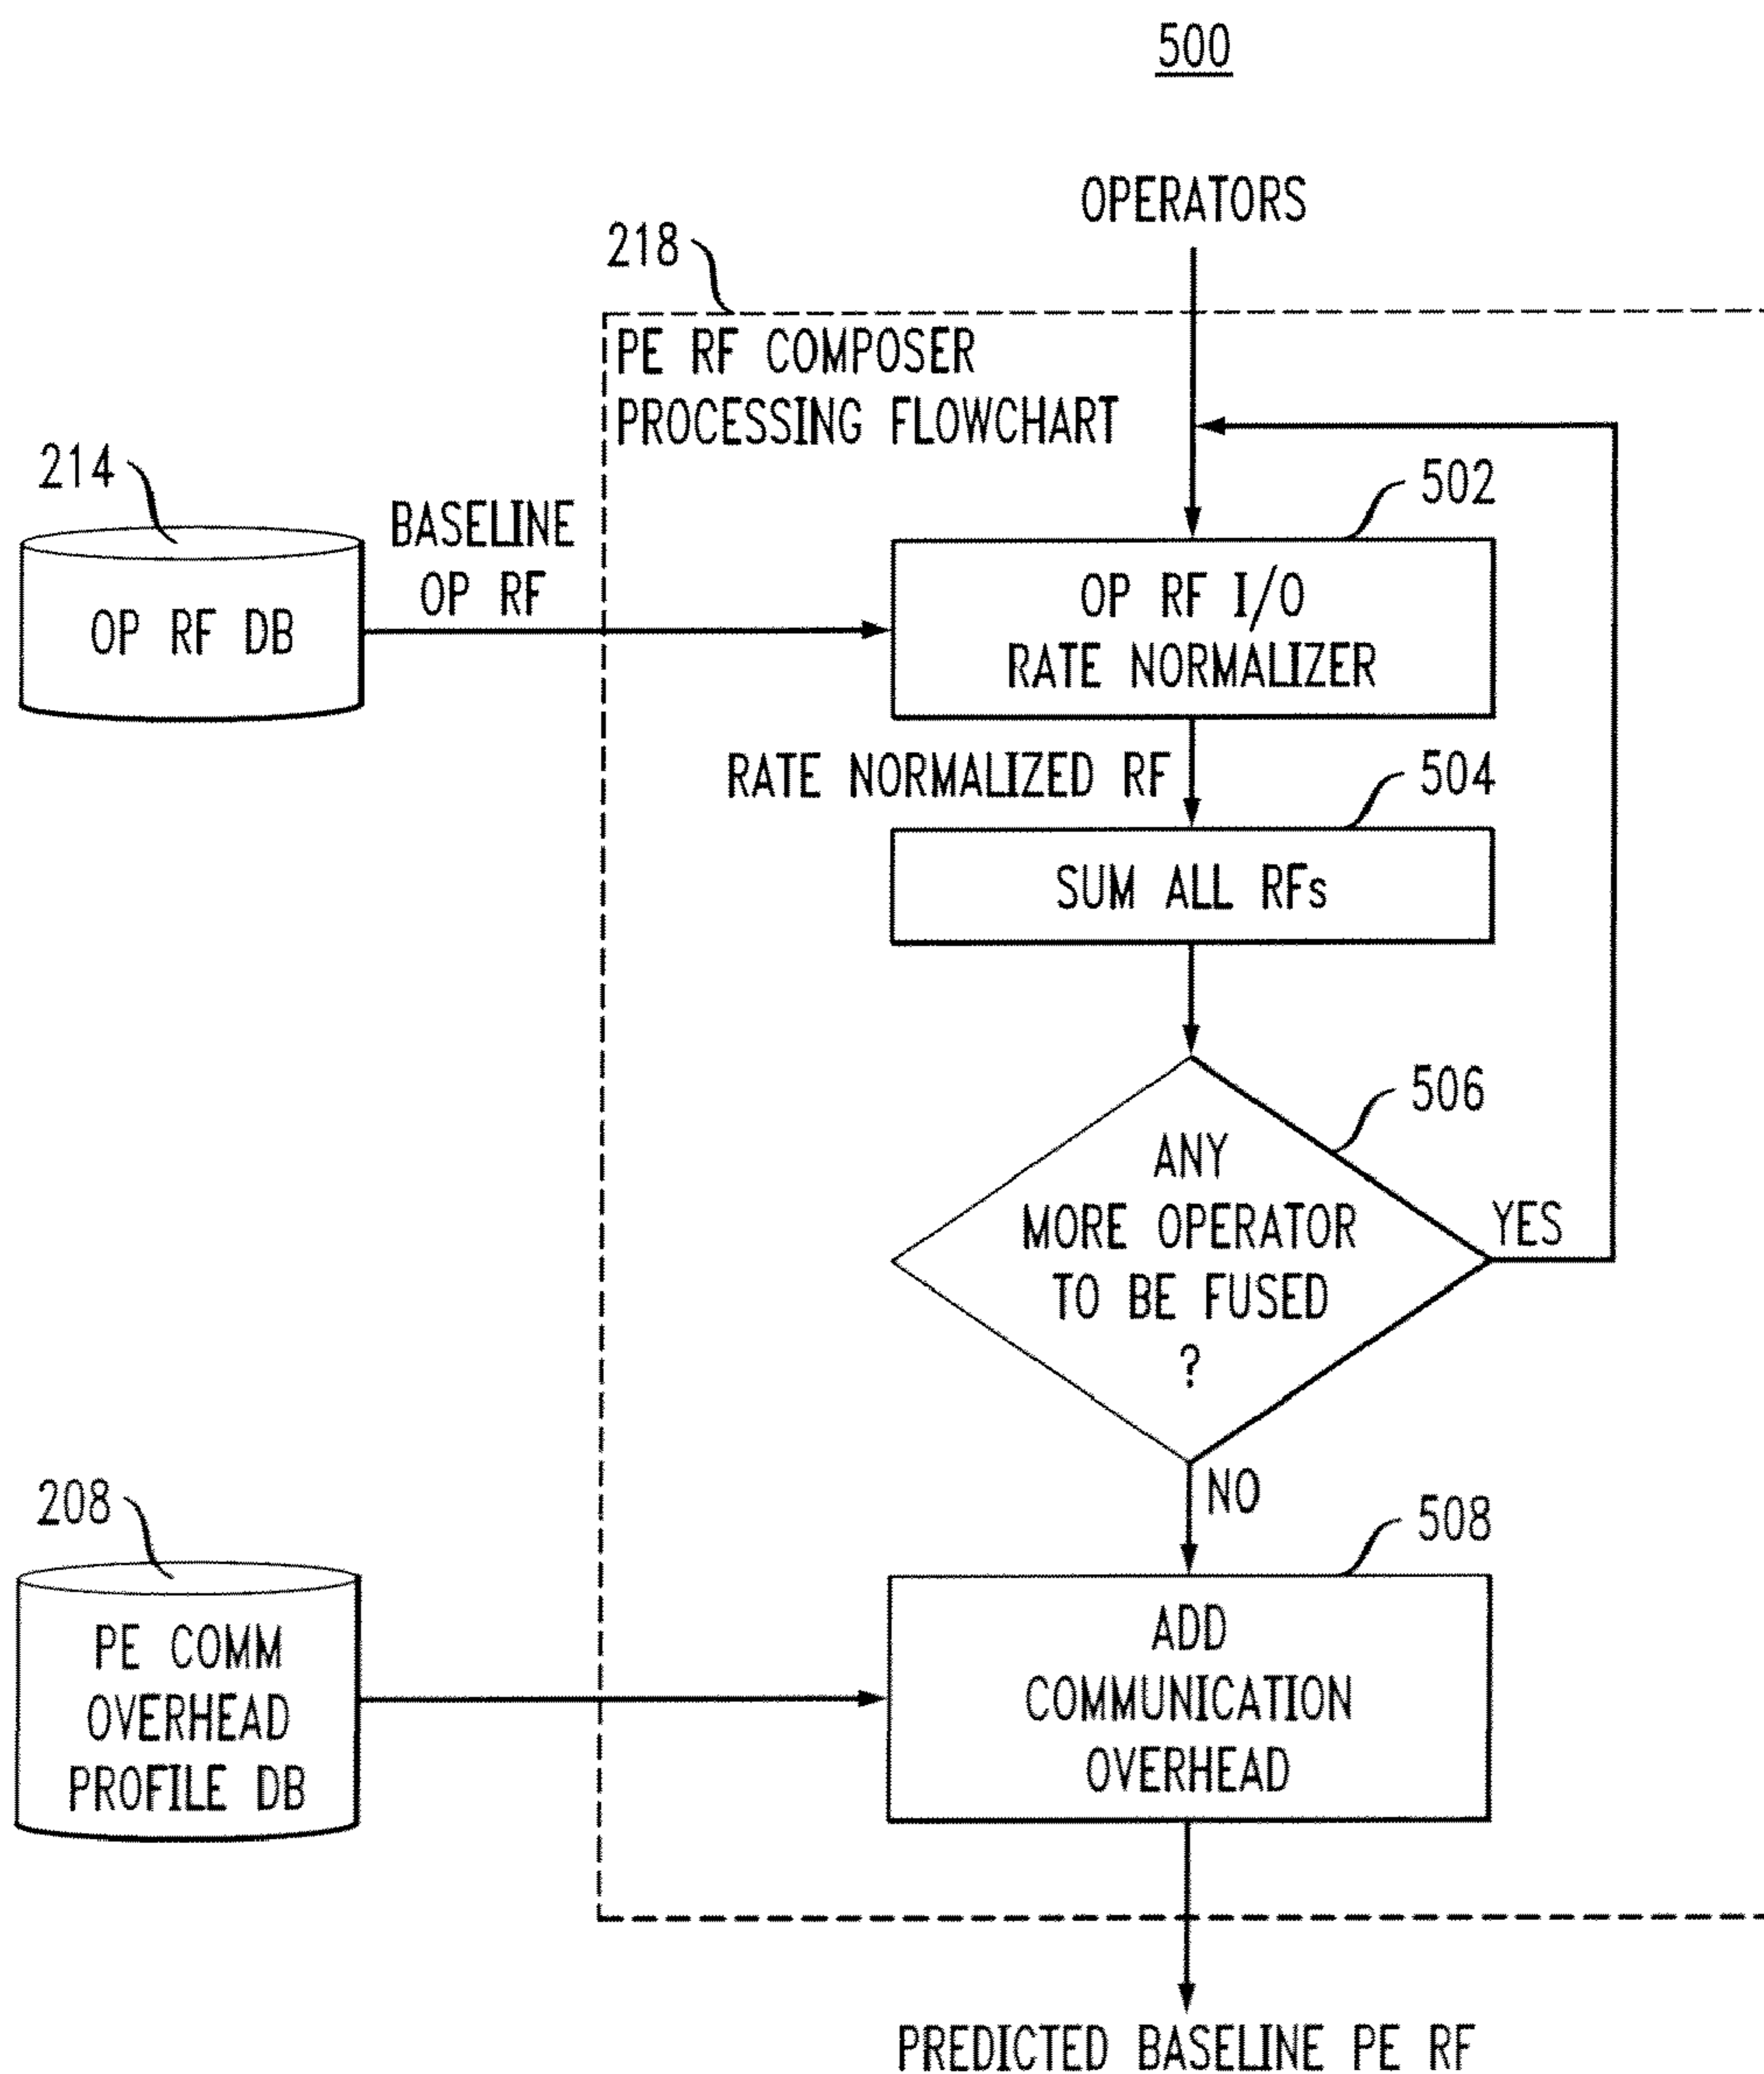 500
OPERATORS
218
PE RF COMPOSER
PROCESSING FLOWCHART
214
BASELINE
OP RF
OP RF DB
502
OP RF I/O
RATE NORMALIZER
RATE NORMALIZED RF
504
SUM ALL RFs
506
ANY
MORE OPERATOR
TO BE FUSED
?
YES
NO
208
PE COMM
OVERHEAD
PROFILE DB
508
ADD
COMMUNICATION
OVERHEAD
PREDICTED BASELINE PE RF